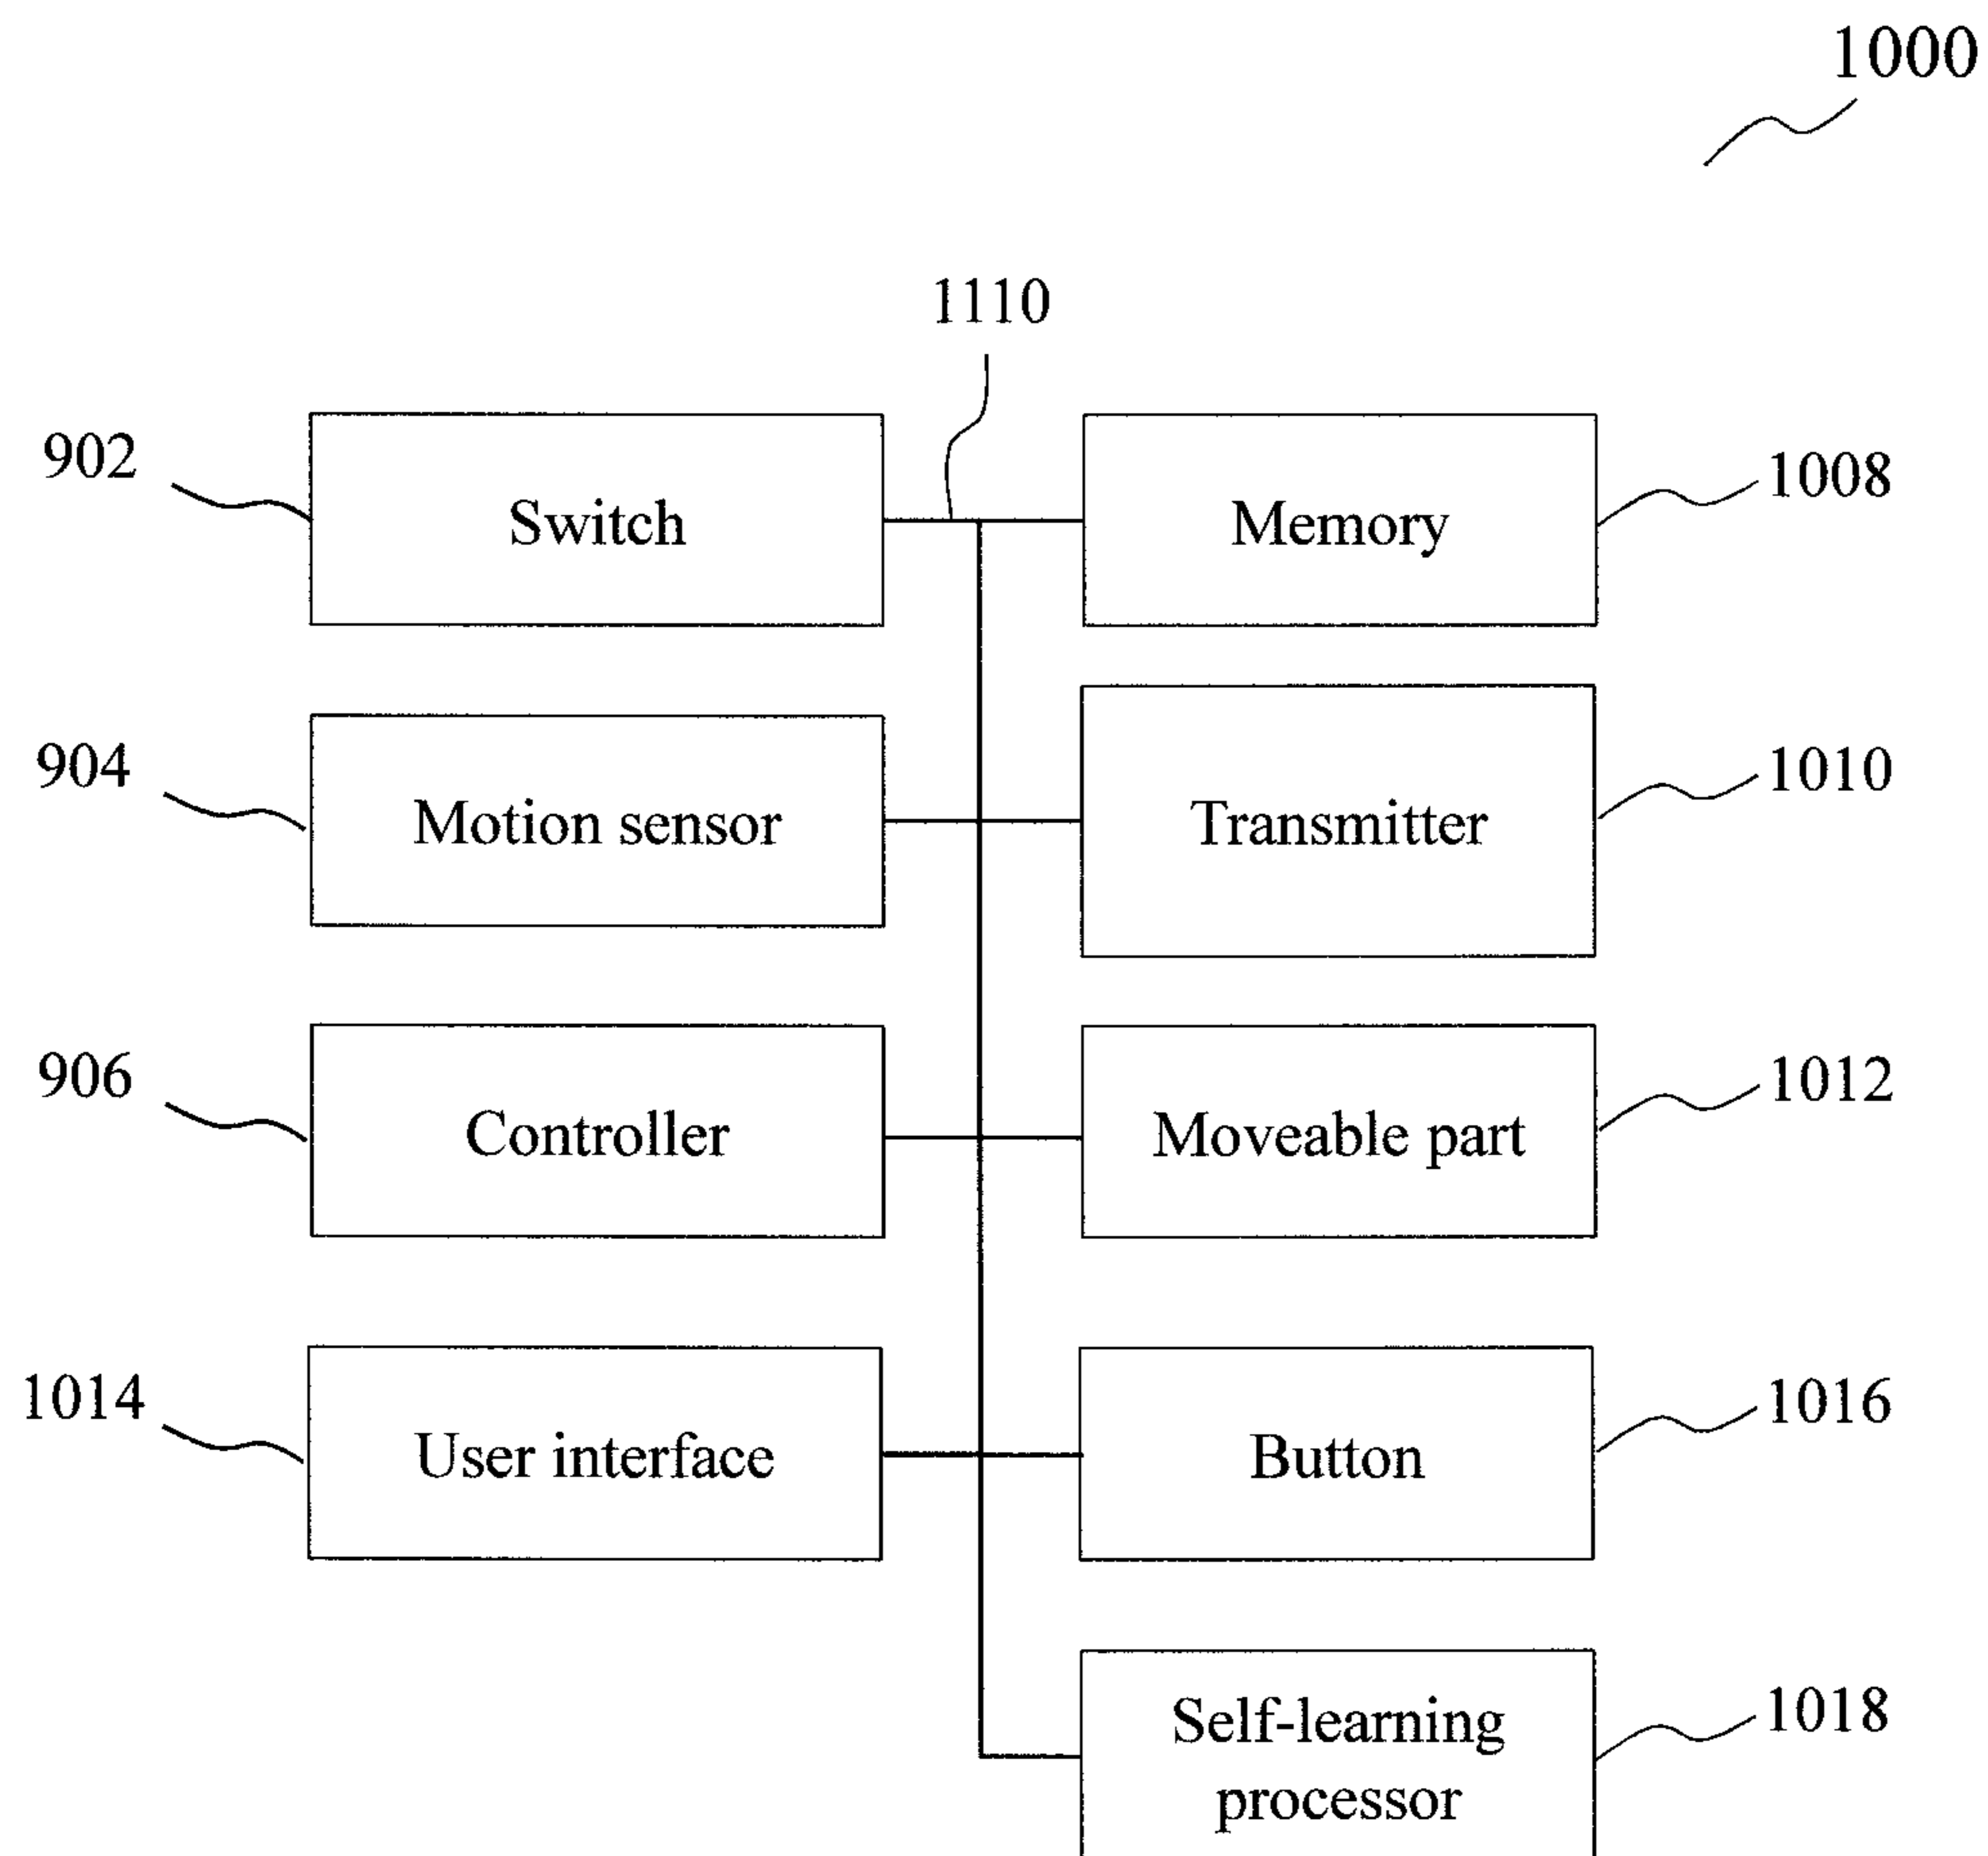 1000
1110
902
Switch
Memory
1008
904
Motion sensor
Transmitter
1010
906
Controller
Moveable part
1012
1014
User interface
Button
1016
Self-learning
processor
1018